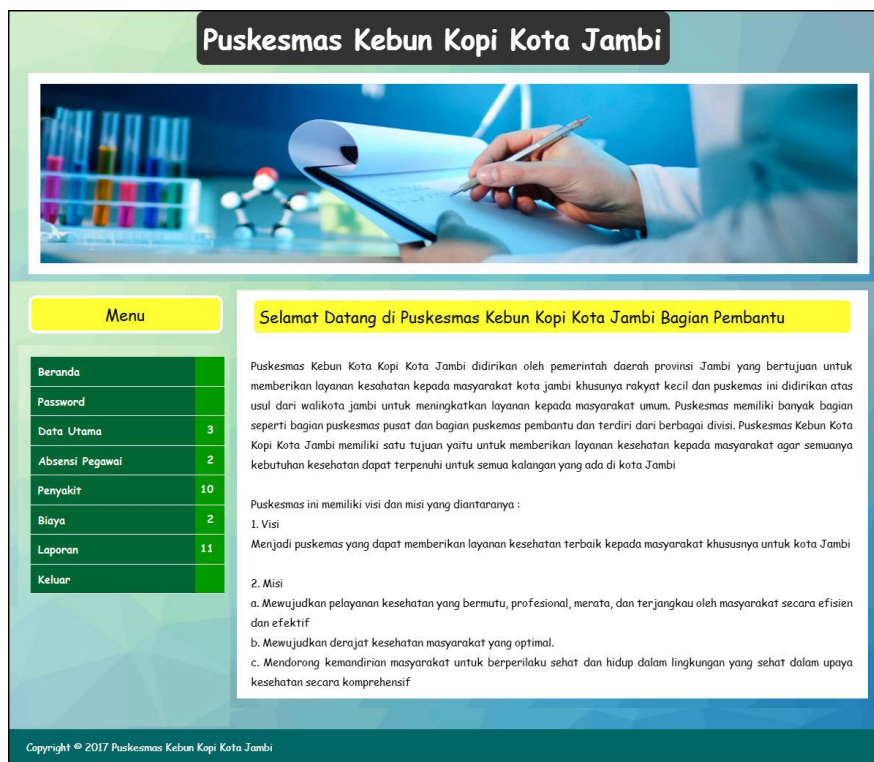 Puskesmas Kebun Kopi Kota Jambi
Menu
Beranda
Password
Data Utama 3
Absensi Pegawai 2
Penyakit 10
Biaya 2
Laporan 11
Keluar
Selamat Datang di Puskesmas Kebun Kopi Kota Jambi Bagian Pembantu
Puskesmas Kebun Kota Kopi Kota Jambi didirikan oleh pemerintah daerah provinsi Jambi yang bertujuan untuk
memberikan layanan kesahatan kepada masyarakat kota jambi khusunya rakyat kecil dan puskemas ini didirikan atas
usul dari walikota jambi untuk meningkatkan layanan kepada masyarakat umum. Puskesmas memiliki banyak bagian
seperti bagian puskesmas pusat dan bagian puskemas pembantu dan terdiri dari berbagai divisi. Puskesmas Kebun Kota
Kopi Kota Jambi memiliki satu tujuan yaitu untuk memberikan layanan kesehatan kepada masyarakat agar semuanya
kebutuhan kesehatan dapat terpenuhi untuk semua kalangan yang ada di kota Jambi
Puskesmas ini memiliki visi dan misi yang diantaranya :
1. Visi
Menjadi puskemas yang dapat memberikan layanan kesehatan terbaik kepada masyarakat khususnya untuk kota Jambi
2. Misi
a. Mewujudkan pelayanan kesehatan yang bermutu, profesional, merata, dan terjangkau oleh masyarakat secara efisien
dan efektif
b. Mewujudkan derajat kesehatan masyarakat yang optimal.
c. Mendorong kemandirian masyarakat untuk berperilaku sehat dan hidup dalam lingkungan yang sehat dalam upaya
kesehatan secara komprehensif
Copyright © 2017 Puskesmas Kebun Kopi Kota Jambi